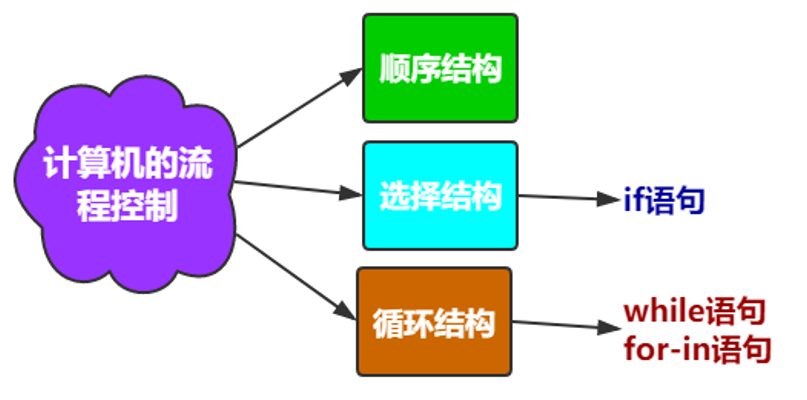 计算机的流
程控制
顺序结构
选择结构
if语句
循环结构
while语句
for-in语句